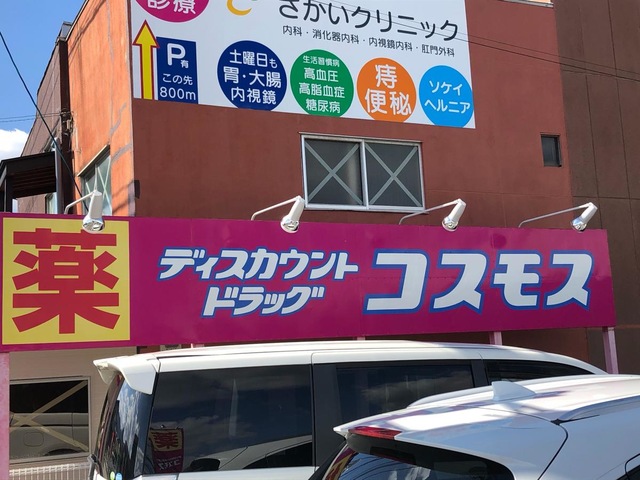 診療
さかいクリニック
内科・消化器内科・内視鏡内科・肛門外科
P有
この先
800m
土曜日も
胃・大腸
内視鏡
生活習慣病
高血圧
高脂血症
糖尿病
痔
便秘
ソケイ
ヘルニア
薬
ディスカウント
ドラッグ
コスモス